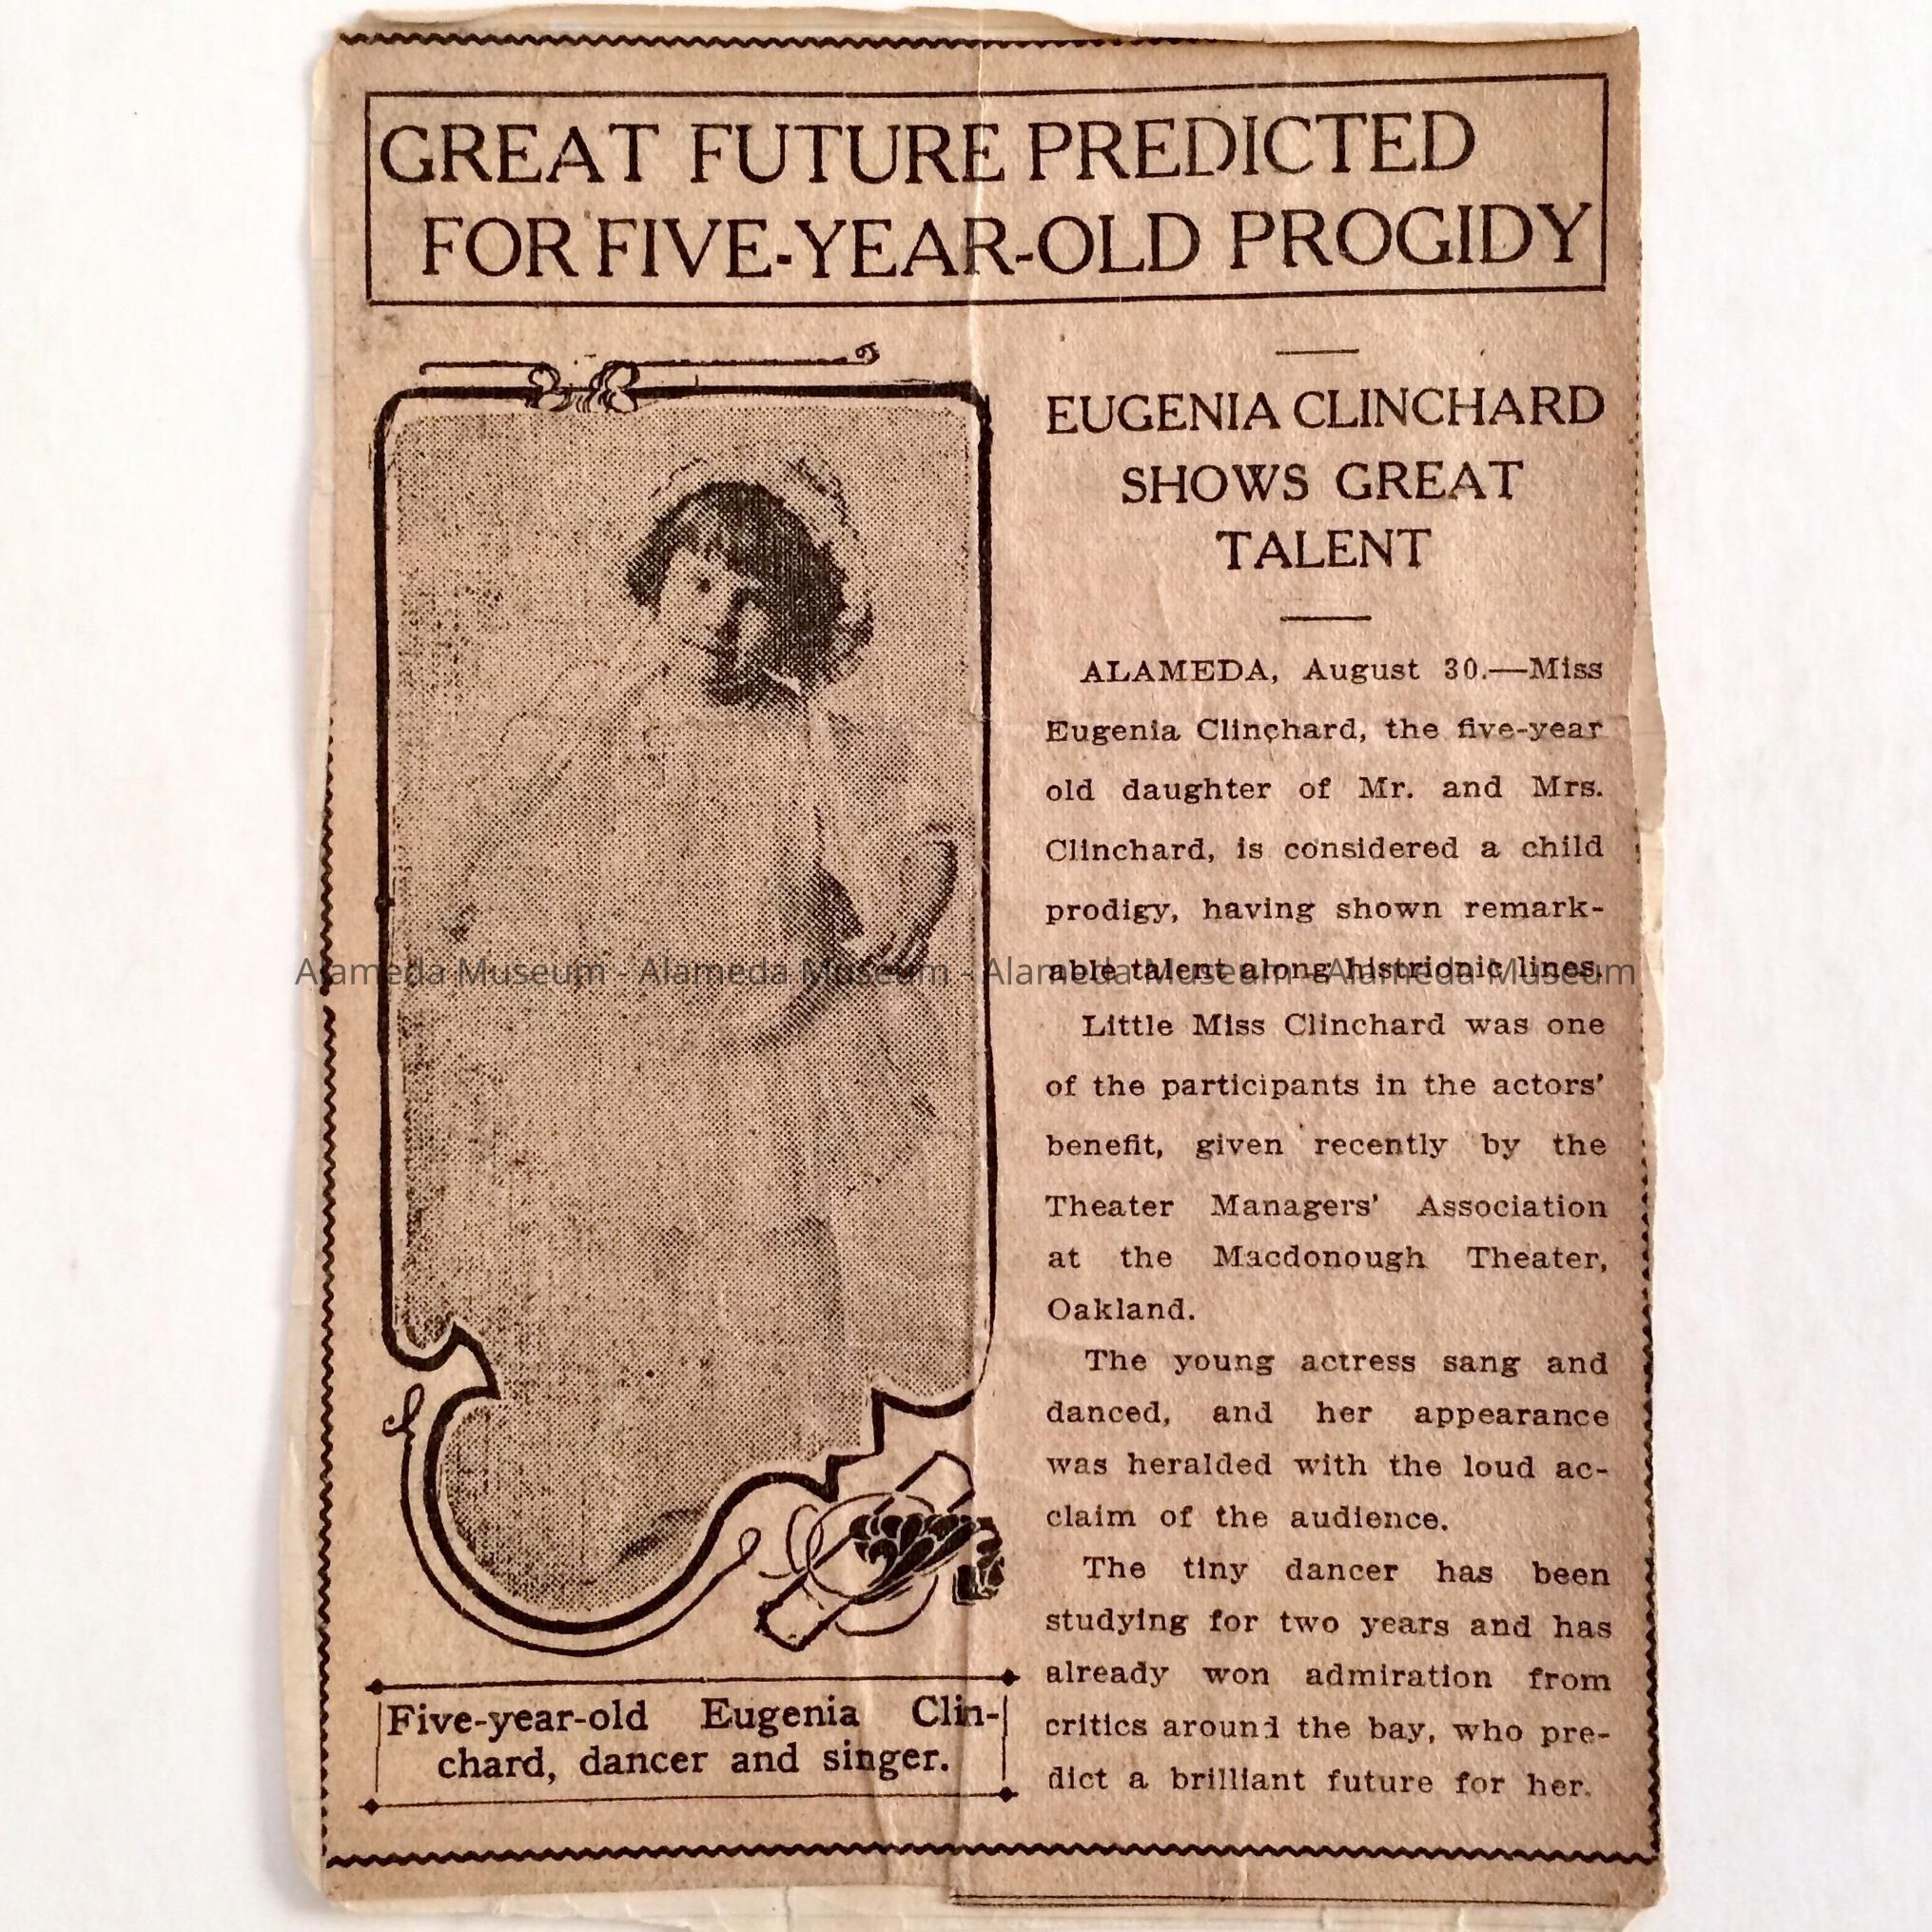 GREAT FUTURE PREDICTED
FOR FIVE-YEAR-OLD PROGIDY
EUGENIA CLINCHARD
SHOWS GREAT
TALENT
ALAMEDA, August 30.—Miss
Eugenia Clinchard, the five-year
old daughter of Mr. and Mrs.
Clinchard, is considered a child
prodigy, having shown remark-
able talent along histrionic lines.
Little Miss Clinchard was one
of the participants in the actors'
benefit, given recently by the
Theater Managers' Association
at the Macdonough Theater,
Oakland.
The young actress sang and
danced, and her appearance
was heralded with the loud ac-
claim of the audience.
The tiny dancer has been
studying for two years and has
already won admiration from
critics around the bay, who pre-
dict a brilliant future for her.
Five-year-old Eugenia Clin-
chard, dancer and singer.
Alameda Museum - Alameda Museum - Alameda Museum - Alameda Museum